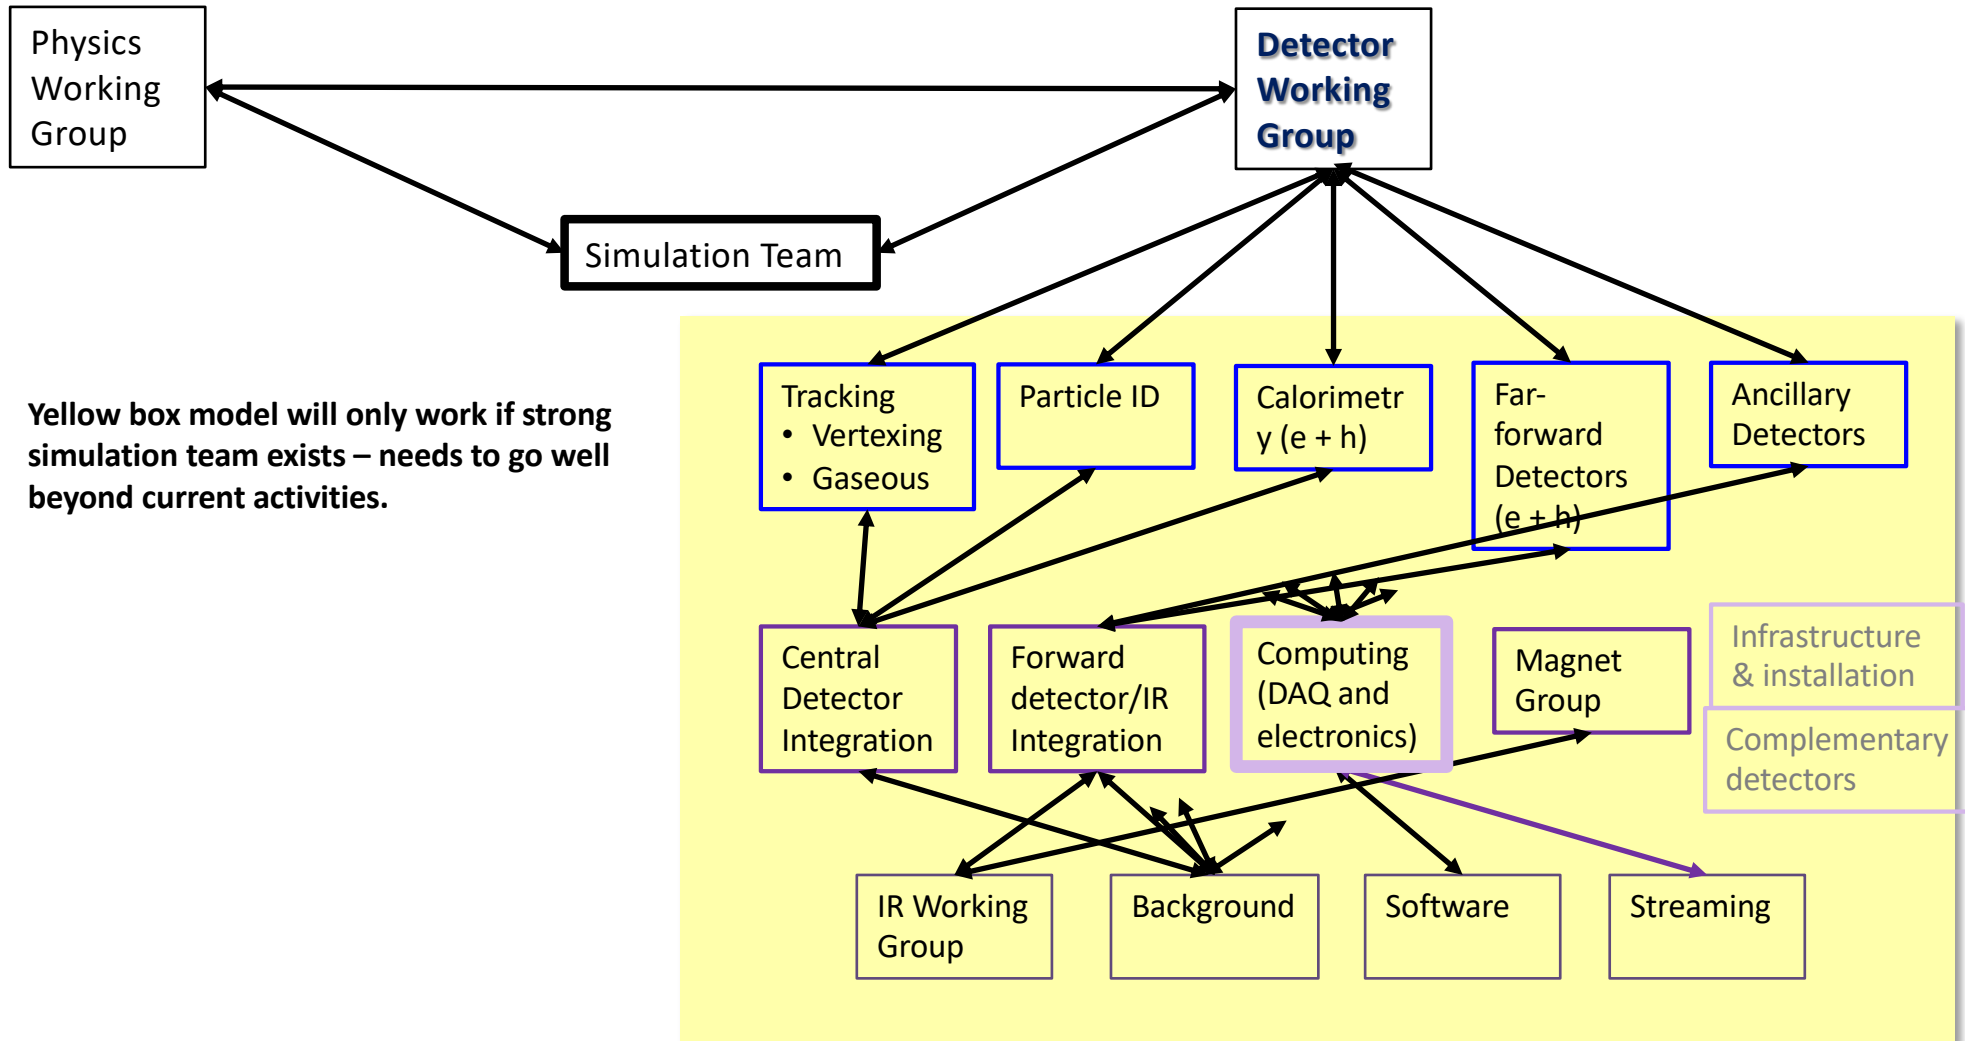 Physics
Working
Group
Detector
Working
Group
Simulation Team
Yellow box model will only work if strong
simulation team exists – needs to go well
beyond current activities.
Tracking
• Vertexing
• Gaseous
Particle ID
Calorimetr
y (e + h)
Far-
forward
Detectors
(e + h)
Ancillary
Detectors
Central
Detector
Integration
Forward
detector/IR
Integration
Computing
(DAQ and
electronics)
Magnet
Group
Infrastructure
& installation
Complementary
detectors
IR Working
Group
Background
Software
Streaming